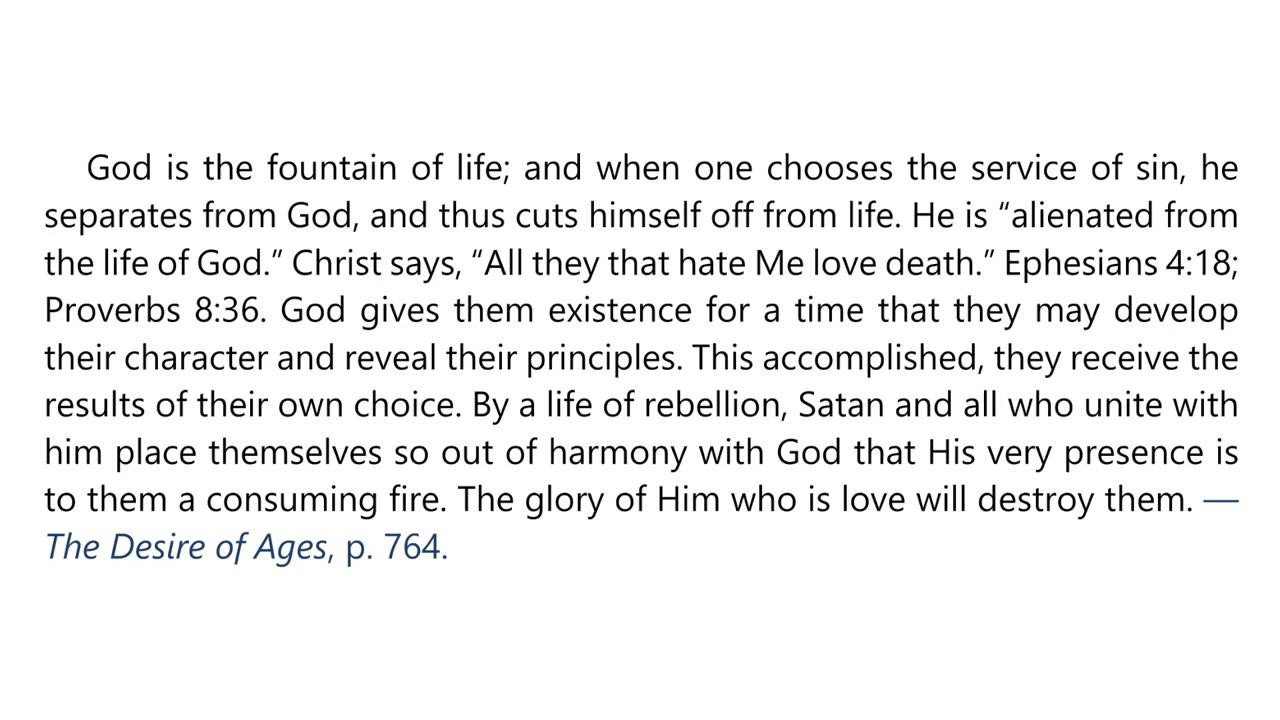 God is the fountain of life; and when one chooses the service of sin, he
separates from God, and thus cuts himself off from life. He is “alienated from
the life of God.” Christ says, “All they that hate Me love death.” Ephesians 4:18;
Proverbs 8:36. God gives them existence for a time that they may develop
their character and reveal their principles. This accomplished, they receive the
results of their own choice. By a life of rebellion, Satan and all who unite with
him place themselves so out of harmony with God that His very presence is
to them a consuming fire. The glory of Him who is love will destroy them. —
The Desire of Ages, p. 764.